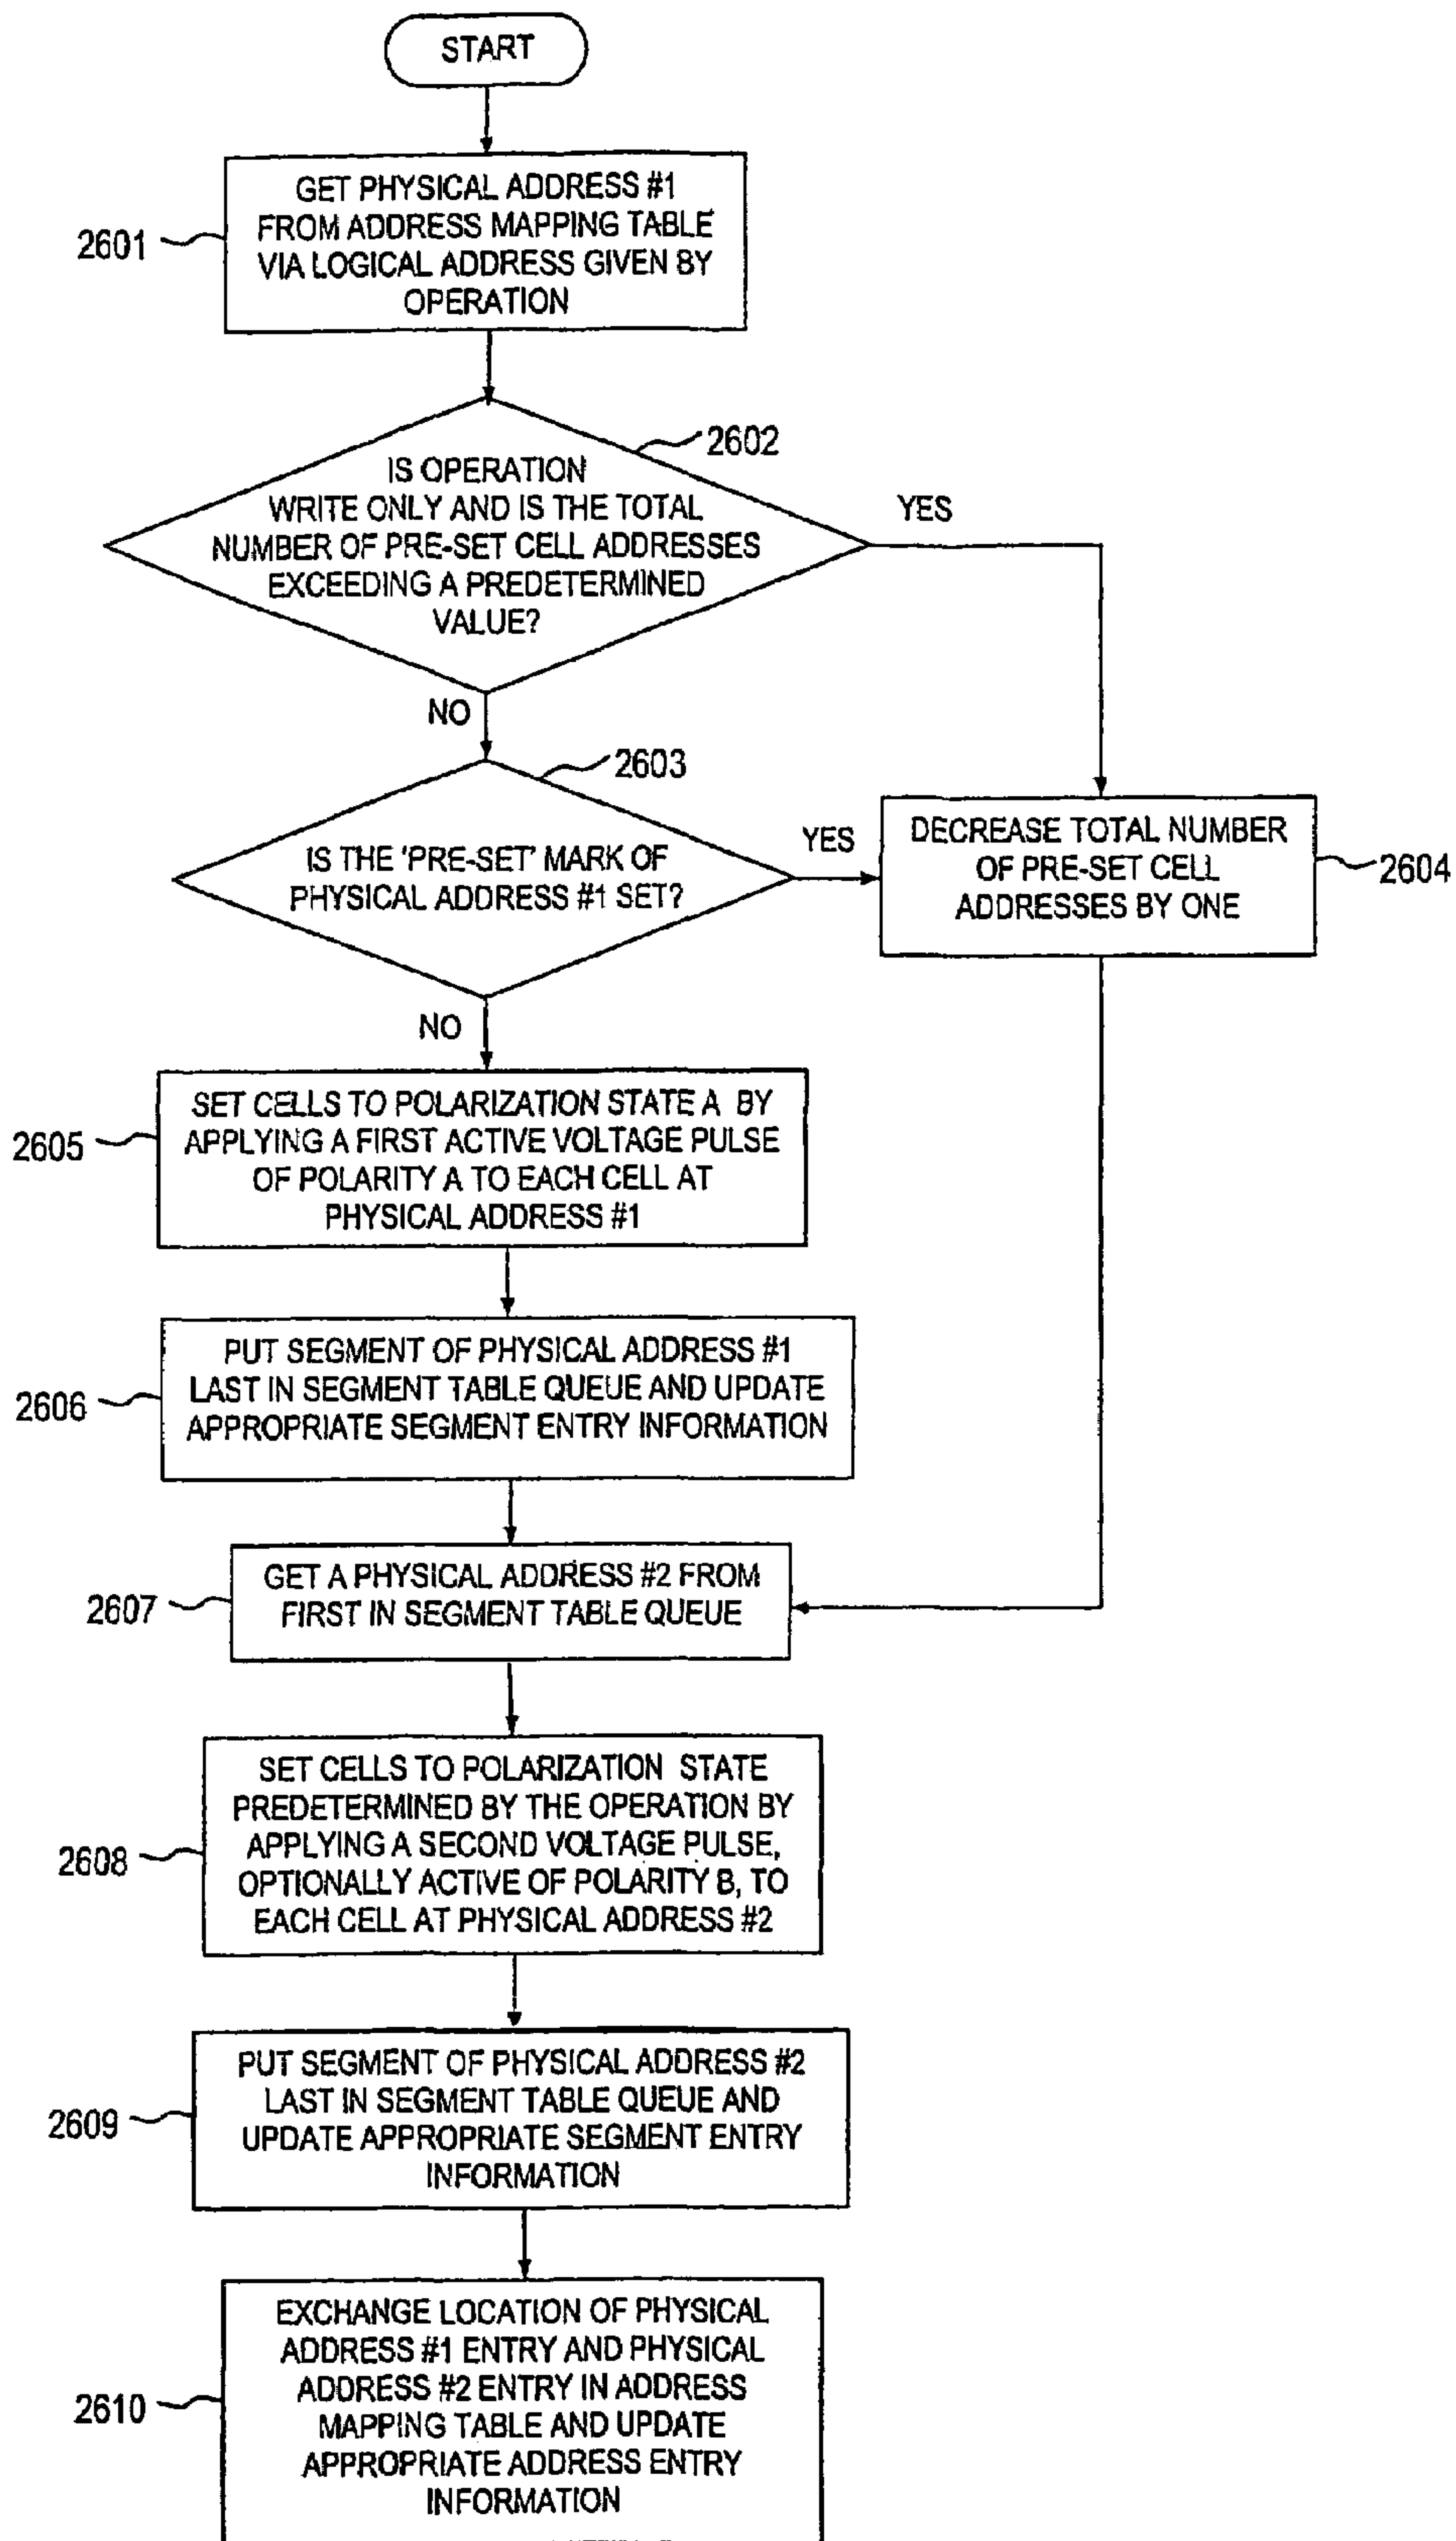 START
2601
GET PHYSICAL ADDRESS #1
FROM ADDRESS MAPPING TABLE
VIA LOGICAL ADDRESS GIVEN BY
OPERATION
2602
IS OPERATION
WRITE ONLY AND IS THE TOTAL
NUMBER OF PRE-SET CELL ADDRESSES
EXCEEDING A PREDETERMINED
VALUE?
YES
NO
2603
IS THE 'PRE-SET' MARK OF
PHYSICAL ADDRESS #1 SET?
YES
DECREASE TOTAL NUMBER
OF PRE-SET CELL
ADDRESSES BY ONE
2604
NO
2605
SET CELLS TO POLARIZATION STATE A BY
APPLYING A FIRST ACTIVE VOLTAGE PULSE
OF POLARITY A TO EACH CELL AT
PHYSICAL ADDRESS #1
2606
PUT SEGMENT OF PHYSICAL ADDRESS #1
LAST IN SEGMENT TABLE QUEUE AND UPDATE
APPROPRIATE SEGMENT ENTRY INFORMATION
2607
GET A PHYSICAL ADDRESS #2 FROM
FIRST IN SEGMENT TABLE QUEUE
2608
SET CELLS TO POLARIZATION STATE
PREDETERMINED BY THE OPERATION BY
APPLYING A SECOND VOLTAGE PULSE,
OPTIONALLY ACTIVE OF POLARITY B, TO
EACH CELL AT PHYSICAL ADDRESS #2
2609
PUT SEGMENT OF PHYSICAL ADDRESS #2
LAST IN SEGMENT TABLE QUEUE AND
UPDATE APPROPRIATE SEGMENT ENTRY
INFORMATION
2610
EXCHANGE LOCATION OF PHYSICAL
ADDRESS #1 ENTRY AND PHYSICAL
ADDRESS #2 ENTRY IN ADDRESS
MAPPING TABLE AND UPDATE
APPROPRIATE ADDRESS ENTRY
INFORMATION